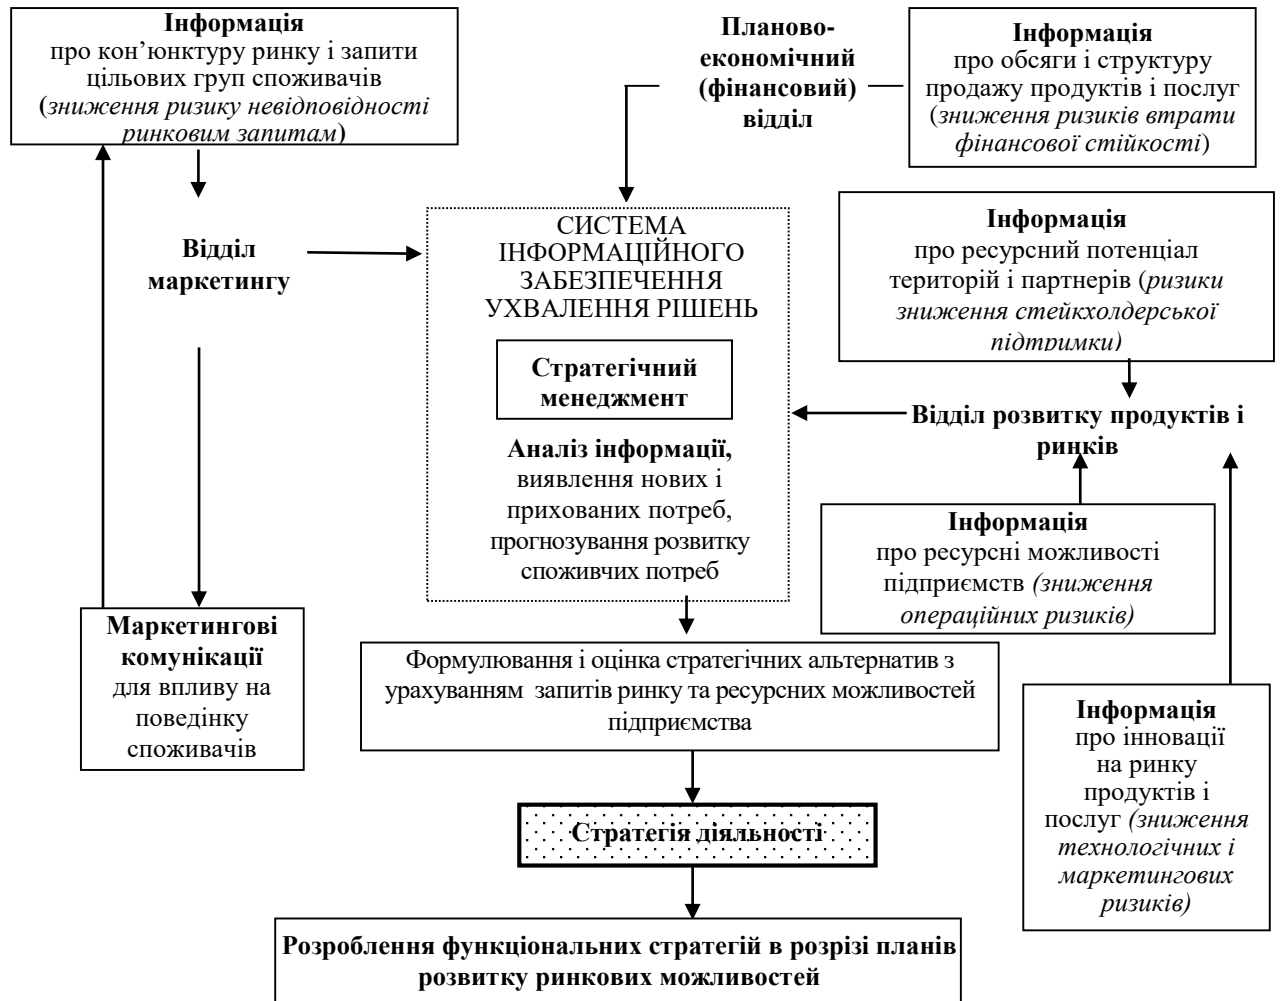 Інформація
про кон’юнктуру ринку і запити
цільових груп споживачів
(зниження ризику невідповідності
ринковим запитам)
Планово-
економічний
(фінансовий)
відділ
Інформація
про обсяги і структуру
продажу продуктів і послуг
(зниження ризиків втрати
фінансової стійкості)
Відділ
маркетингу
СИСТЕМА
ІНФОРМАЦІЙНОГО
ЗАБЕЗПЕЧЕННЯ
УХВАЛЕННЯ РІШЕНЬ
Стратегічний
менеджмент
Аналіз інформації,
виявлення нових і
прихованих потреб,
прогнозування розвитку
споживчих потреб
Інформація
про ресурсний потенціал
територій і партнерів (ризики
зниження стейкхолдерської
підтримки)
Відділ розвитку продуктів і
ринків
Інформація
про ресурсні можливості
підприємств (зниження
операційних ризиків)
Маркетингові
комунікації
для впливу на
поведінку
споживачів
Формулювання і оцінка стратегічних альтернатив з
урахуванням запитів ринку та ресурсних можливостей
підприємства
Інформація
про інновації
на ринку
продуктів і
послуг (зниження
технологічних і
маркетингових
ризиків)
Стратегія діяльності
Розроблення функціональних стратегій в розрізі планів
розвитку ринкових можливостей